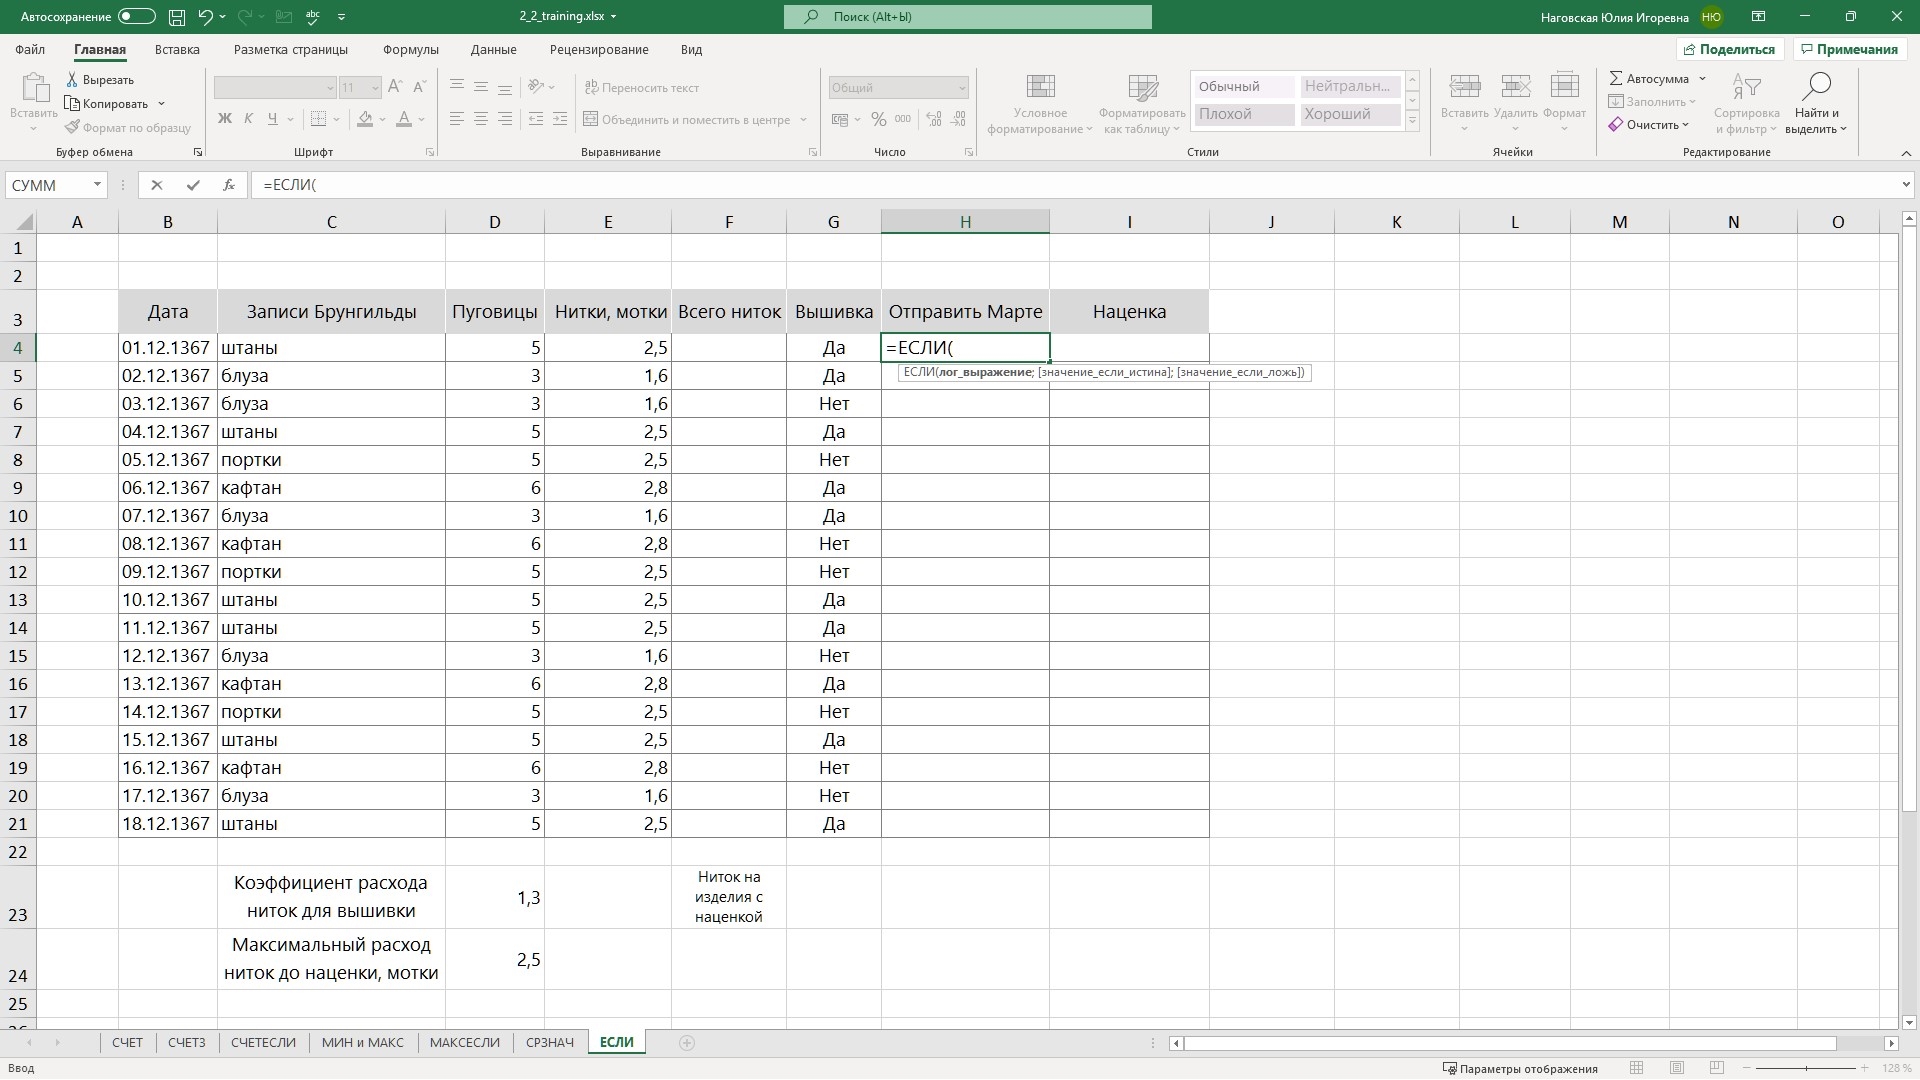 Автосохранение
2_2_training.xlsx
Поиск (Alt+Ы)
Наговская Юлия Игоревна НЮ
Файл Главная Вставка Разметка страницы Формулы Данные Рецензирование Вид Поделиться Примечания
Вставить
Вырезать
Копировать
Формат по образцу
Буфер обмена
11
Ж К Ч
Шрифт
Переносить текст
Объединить и поместить в центре
Выравнивание
Общий
% 000
Число
Условное форматирование
Форматировать как таблицу
Обычный Нейтральн...
Плохой Хороший
Стили
Вставить Удалить Формат
Ячейки
Автосумма
Заполнить
Очистить
Сортировка и фильтр
Найти и выделить
Редактирование
СУММ =ЕСЛИ(
A B C D E F G H I J K L M N O
1
2
3 Дата Записи Брунгильды Пуговицы Нитки, мотки Всего ниток Вышивка Отправить Марте Наценка
4 01.12.1367 штаны 5 2,5 Да =ЕСЛИ(
ЕСЛИ(лог_выражение; [значение_если_истина]; [значение_если_ложь])
5 02.12.1367 блуза 3 1,6 Да
6 03.12.1367 блуза 3 1,6 Нет
7 04.12.1367 штаны 5 2,5 Да
8 05.12.1367 портки 5 2,5 Нет
9 06.12.1367 кафтан 6 2,8 Да
10 07.12.1367 блуза 3 1,6 Да
11 08.12.1367 кафтан 6 2,8 Нет
12 09.12.1367 портки 5 2,5 Нет
13 10.12.1367 штаны 5 2,5 Да
14 11.12.1367 штаны 5 2,5 Да
15 12.12.1367 блуза 3 1,6 Нет
16 13.12.1367 кафтан 6 2,8 Да
17 14.12.1367 портки 5 2,5 Нет
18 15.12.1367 штаны 5 2,5 Да
19 16.12.1367 кафтан 6 2,8 Нет
20 17.12.1367 блуза 3 1,6 Нет
21 18.12.1367 штаны 5 2,5 Да
22
23 Коэффициент расхода ниток для вышивки 1,3 Ниток на изделия с наценкой
24 Максимальный расход ниток до наценки, мотки 2,5
25
СЧЕТ СЧЕТЗ СЧЕТЕСЛИ МИН и МАКС МАКСЕСЛИ СРЗНАЧ ЕСЛИ
Ввод Параметры отображения 128 %